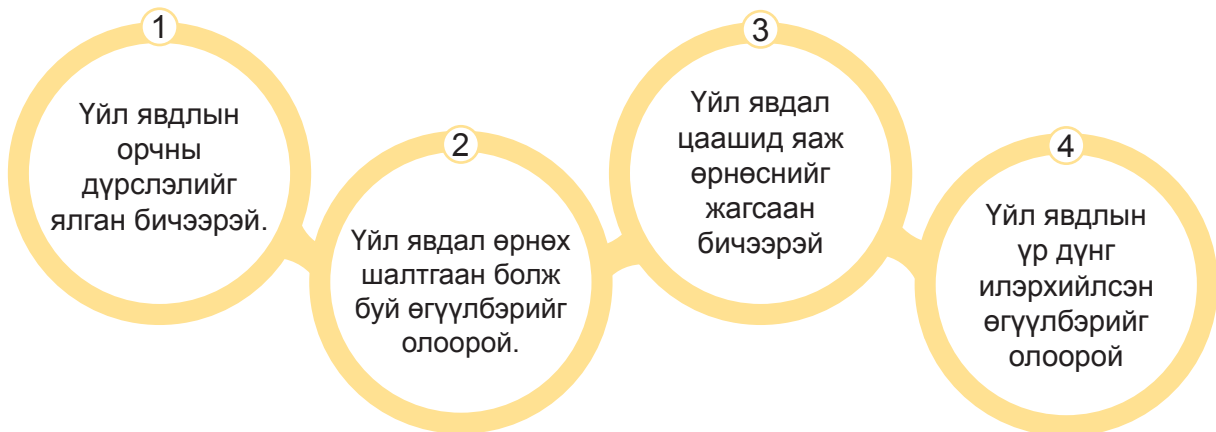 1
Үйл явдлын
орчны
дүрслэлийг
ялган бичээрэй.
2
Үйл явдал өрнөх
шалтгаан болж
буй өгүүлбэрийг
олоорой.
3
Үйл явдал
цаашид яаж
өрнөснийг
жагсаан
бичээрэй
4
Үйл явдлын
үр дүнг
илэрхийлсэн
өгүүлбэрийг
олоорой